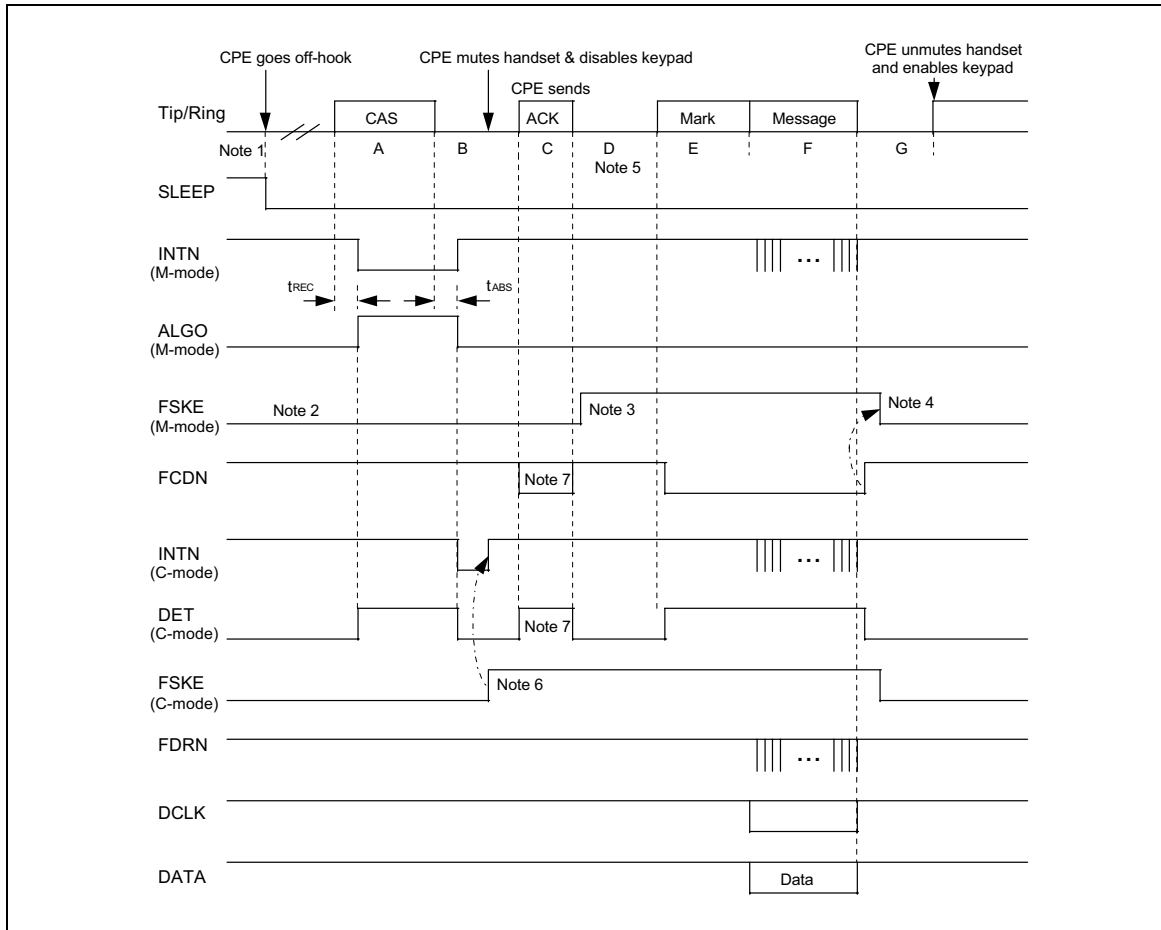 CPE goes off-hook
CPE mutes handset & disables keypad
CPE unmutes handset
and enables keypad
CPE sends
Tip/Ring
CAS
ACK
Mark
Message
Note 1
A
B
C
D
E
F
G
Note 5
SLEEP
INTN
(M-mode)
tREC
tABS
ALGO
(M-mode)
FSKE
(M-mode)
Note 2
Note 3
Note 4
FCDN
Note 7
INTN
(C-mode)
DET
(C-mode)
Note 7
FSKE
(C-mode)
Note 6
FDRN
DCLK
DATA
Data